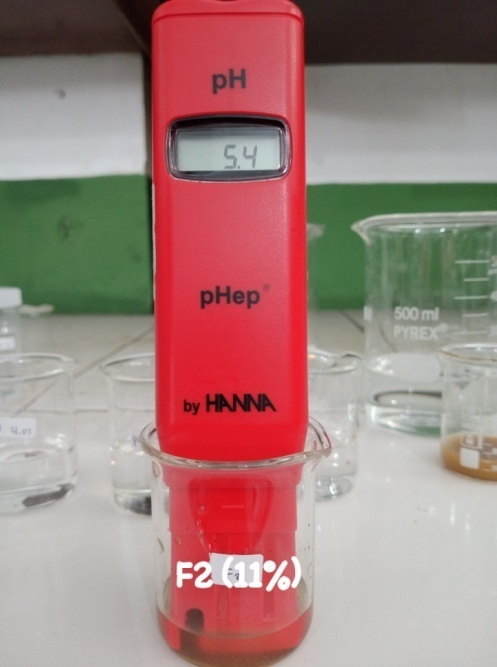 pH
5.4
pHep®
by HANNA
500 ml
PYREX®
F2 (11%)